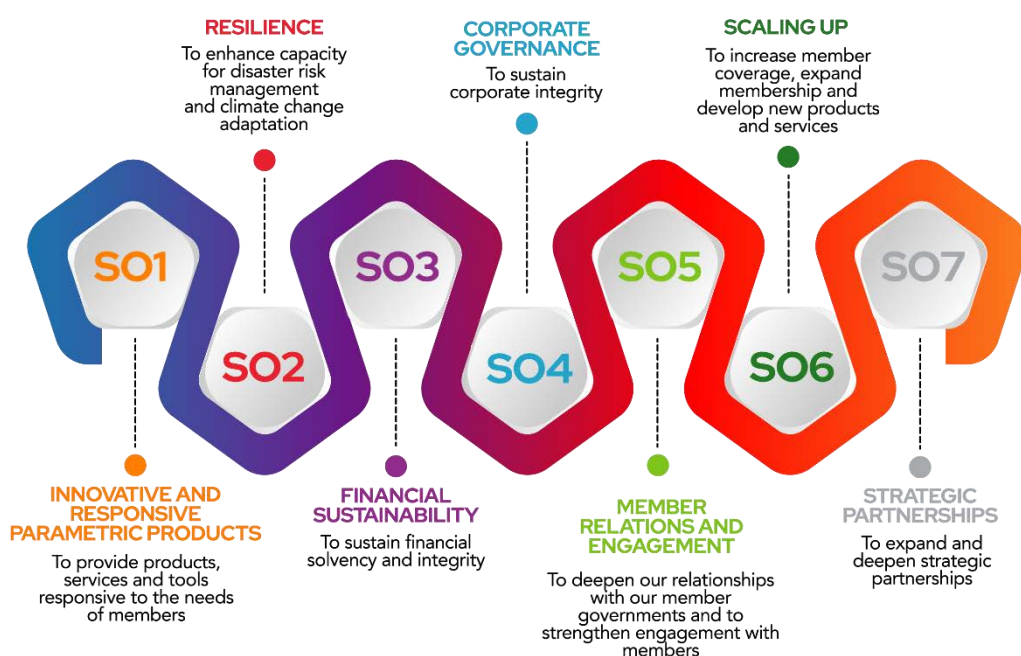 RESILIENCE
To enhance capacity
for disaster risk
management
and climate change
adaptation
CORPORATE
GOVERNANCE
To sustain
corporate integrity
SCALING UP
To increase member
coverage, expand
membership and
develop new products
and services
SO1
SO2
SO3
SO4
SO5
SO6
SO7
INNOVATIVE AND
RESPONSIVE
PARAMETRIC PRODUCTS
To provide products,
services and tools
responsive to the needs
of members
FINANCIAL
SUSTAINABILITY
To sustain financial
solvency and integrity
MEMBER
RELATIONS AND
ENGAGEMENT
To deepen our relationships
with our member
governments and to
strengthen engagement with
members
STRATEGIC
PARTNERSHIPS
To expand and
deepen strategic
partnerships